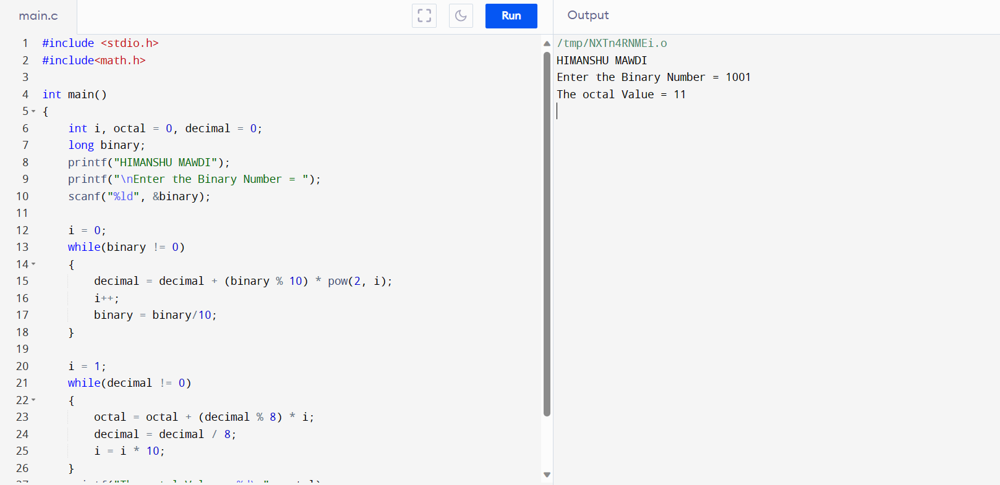 main.c
Run
Output
1 #include <stdio.h>
2 #include<math.h>
3
4 int main()
5 {
6 int i, octal = 0, decimal = 0;
7 long binary;
8 printf("HIMANSHU MAWDI");
9 printf("\nEnter the Binary Number = ");
10 scanf("%ld", &binary);
11
12 i = 0;
13 while(binary != 0)
14 {
15 decimal = decimal + (binary % 10) * pow(2, i);
16 i++;
17 binary = binary/10;
18 }
19
20 i = 1;
21 while(decimal != 0)
22 {
23 octal = octal + (decimal % 8) * i;
24 decimal = decimal / 8;
25 i = i * 10;
26 }
/tmp/NXTn4RNMEi.o
HIMANSHU MAWDI
Enter the Binary Number = 1001
The octal Value = 11